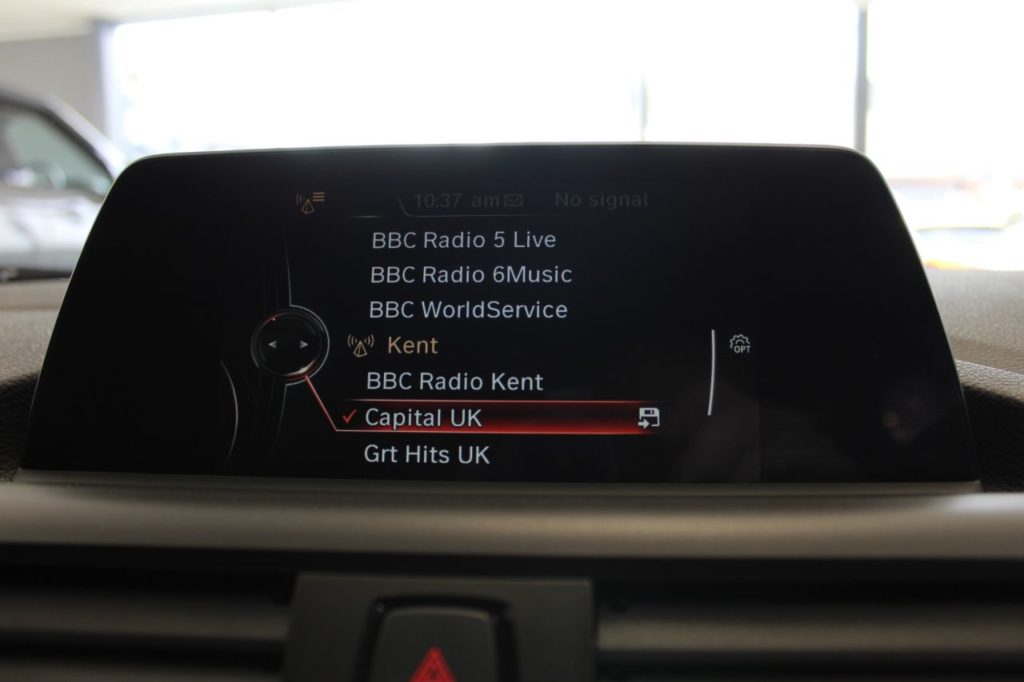 10:37 am No signal
BBC Radio 5 Live
BBC Radio 6Music
BBC WorldService
Kent
OPT
BBC Radio Kent
Capital UK
Grt Hits UK